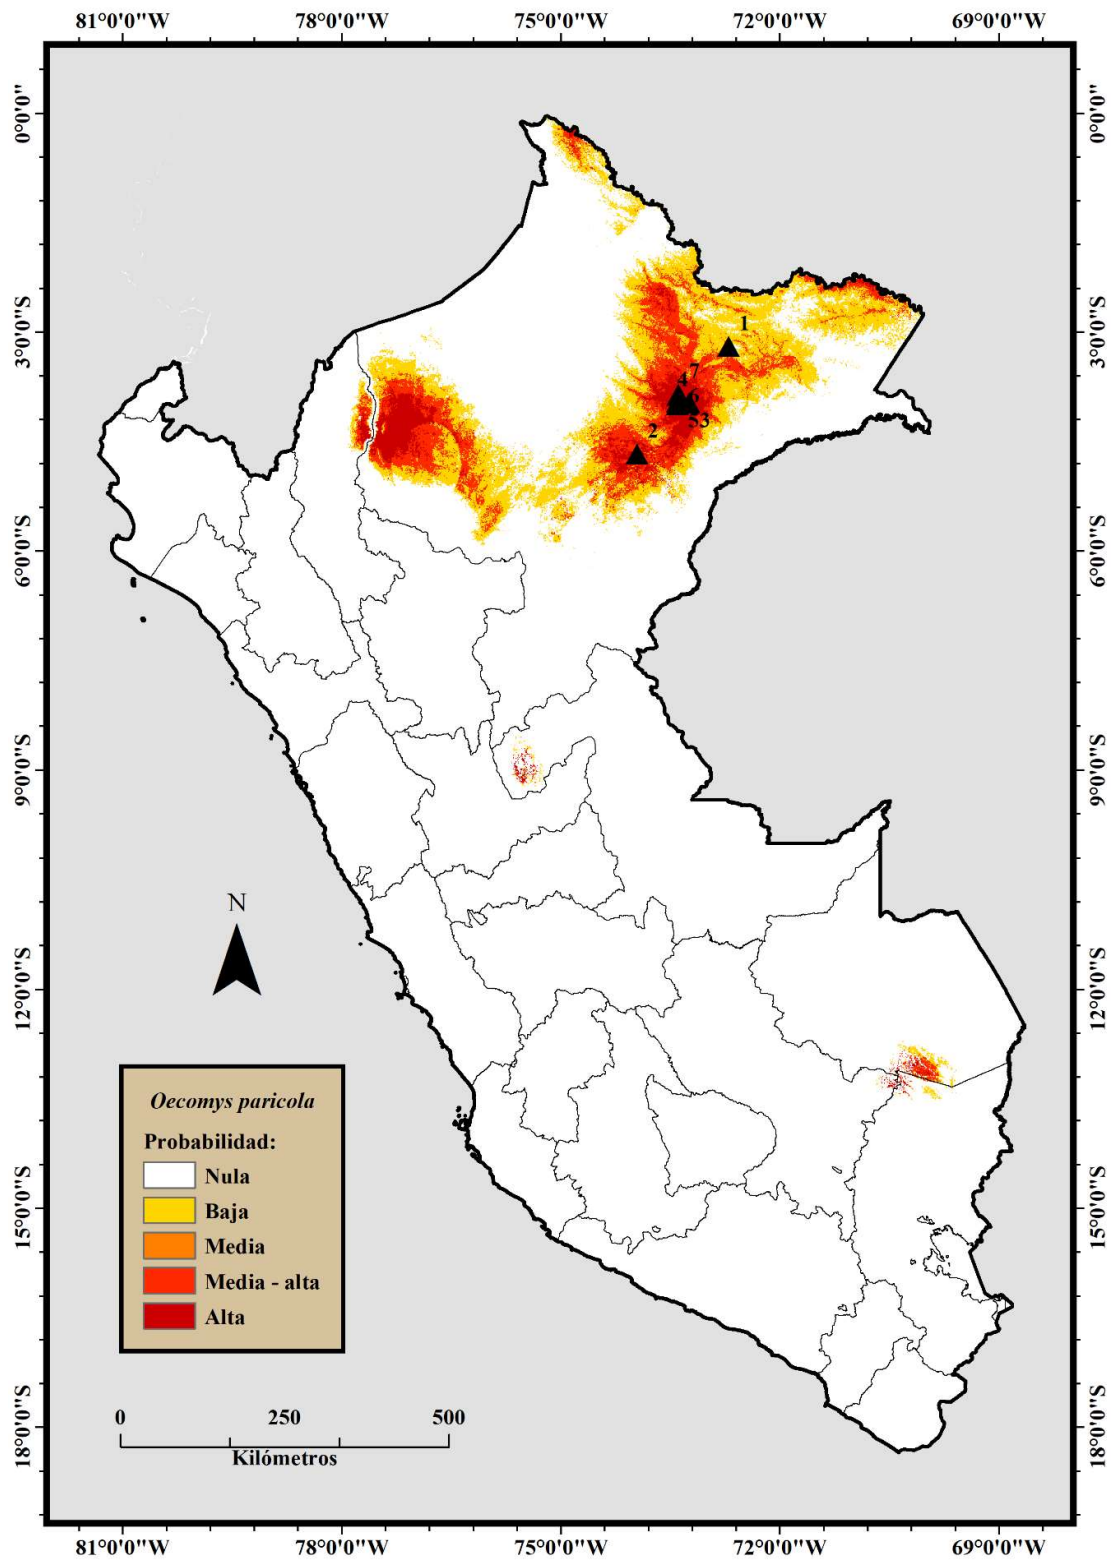 81°0'0"W 78°0'0"W 75°0'0"W 72°0'0"W 69°0'0"W
0°0'0" 0°0'0"
3°0'0"S 3°0'0"S
6°0'0"S 6°0'0"S
9°0'0"S 9°0'0"S
12°0'0"S 12°0'0"S
15°0'0"S 15°0'0"S
18°0'0"S 18°0'0"S
1
7
4
6
53
2
N
Oecomys paricola
Probabilidad:
Nula
Baja
Media
Media - alta
Alta
0 250 500
Kilómetros
81°0'0"W 78°0'0"W 75°0'0"W 72°0'0"W 69°0'0"W